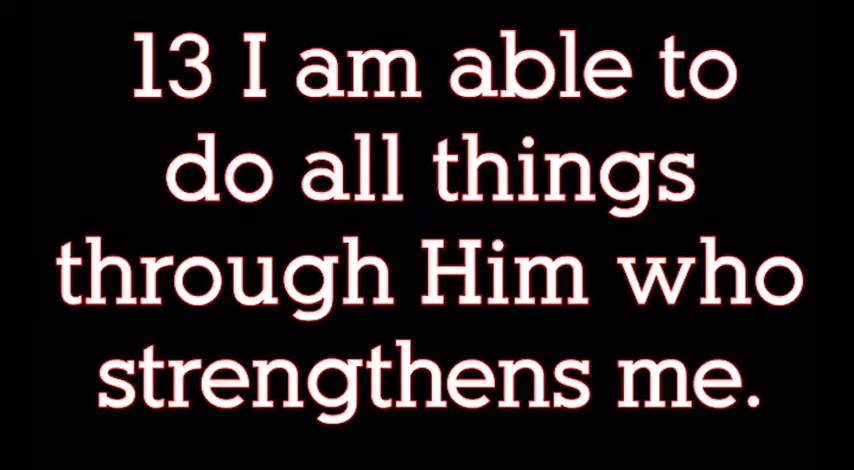 13 I am able to
do all things
through Him who
strengthens me.